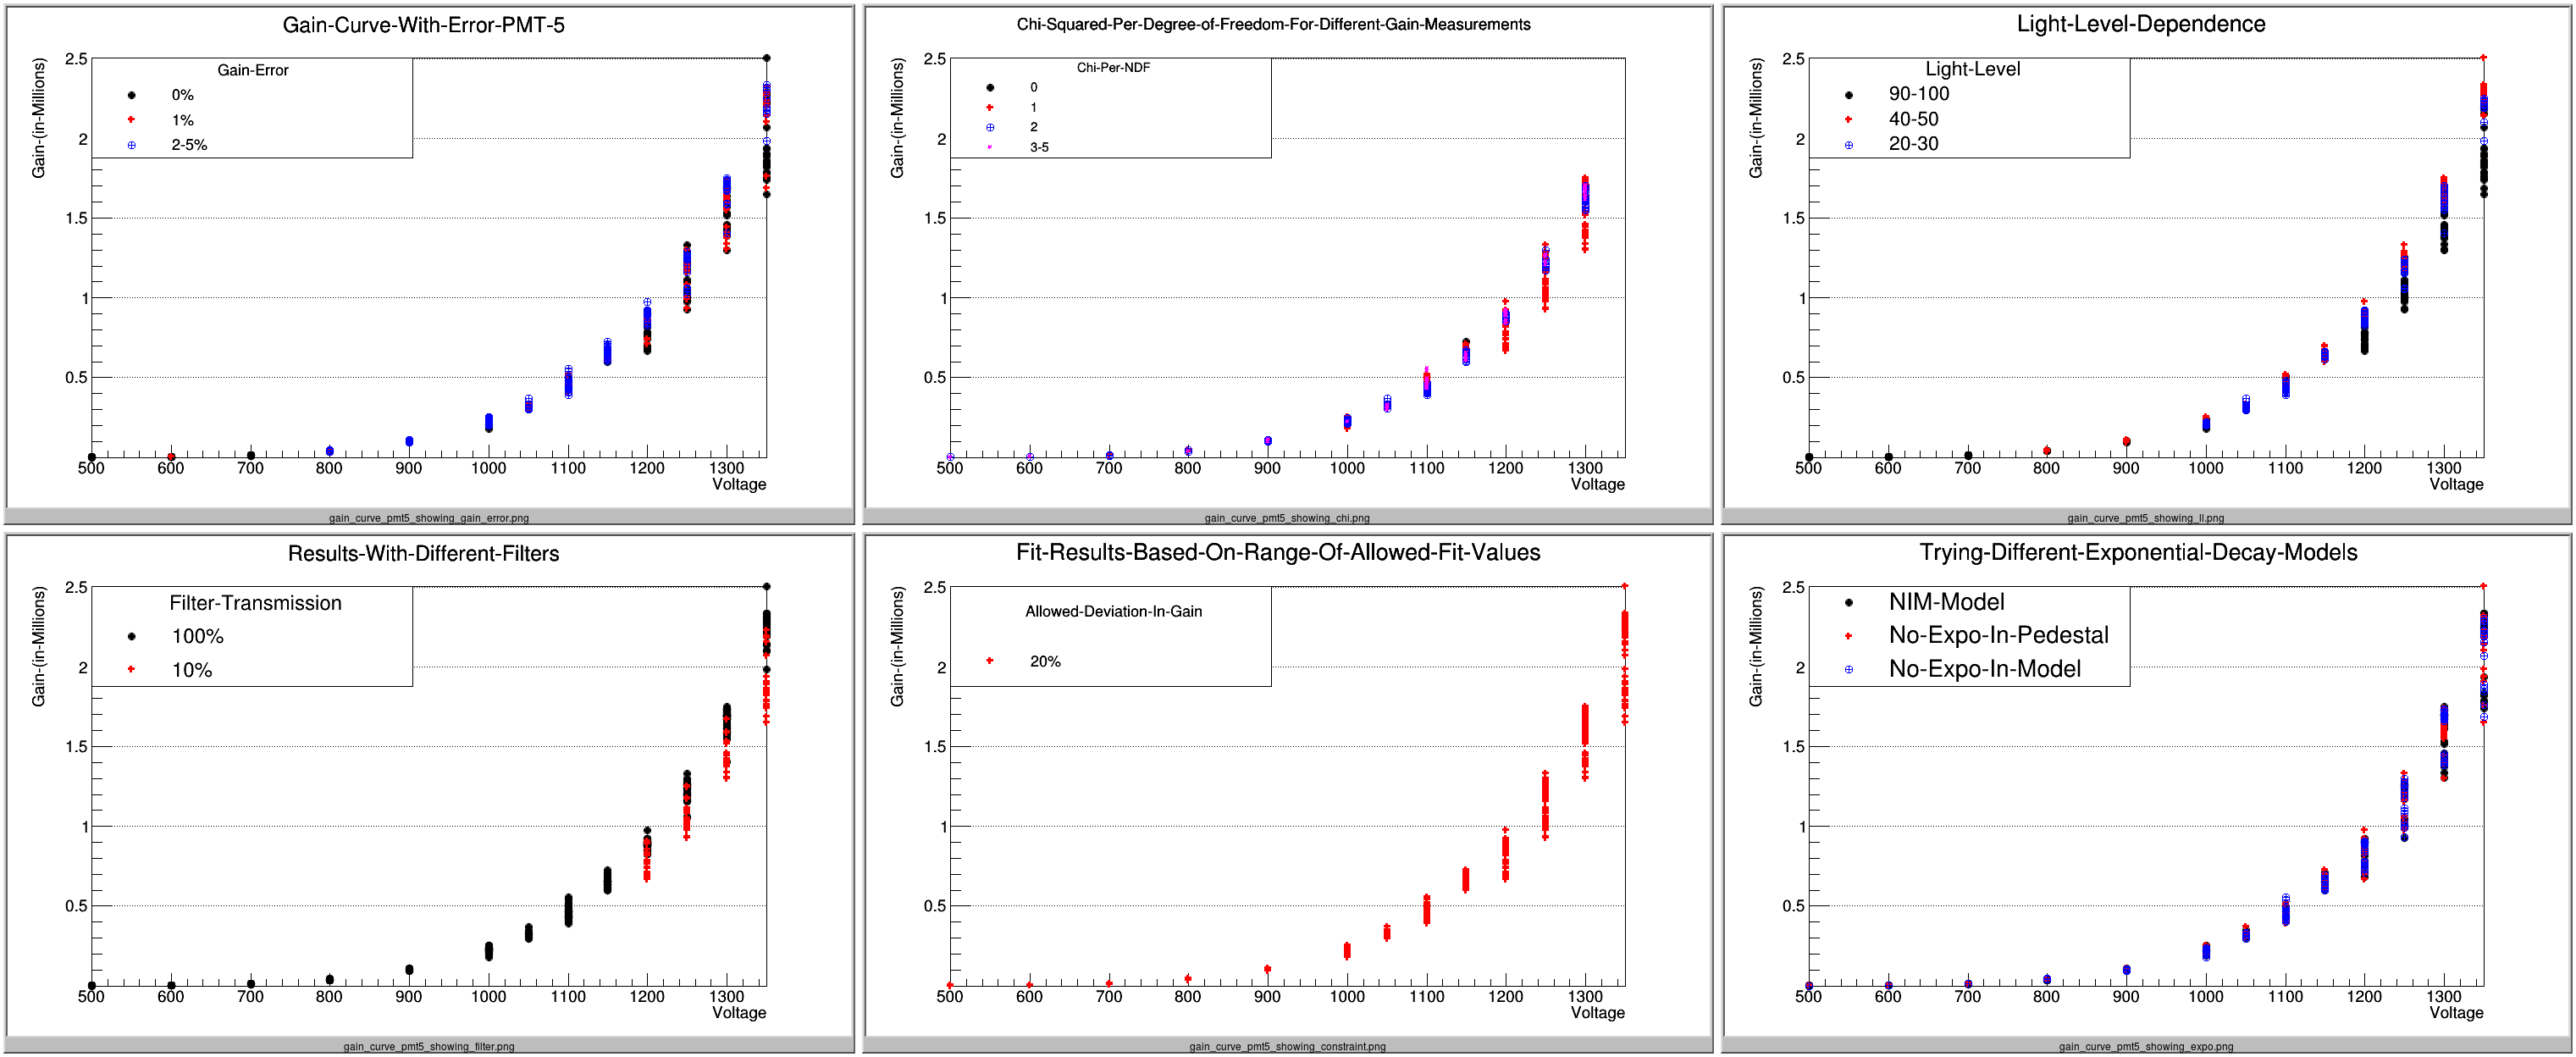 Gain-Curve-With-Error-PMT-5
Gain-(in-Millions)
Gain-Error
0%
1%
2-5%
2.5
2
1.5
1
0.5
500 600 700 800 900 1000 1100 1200 1300
Voltage
gain_curve_pmt5_showing_gain_error.png
Chi-Squared-Per-Degree-of-Freedom-For-Different-Gain-Measurements
Gain-(in-Millions)
Chi-Per-NDF
0
1
2
3-5
2.5
2
1.5
1
0.5
500 600 700 800 900 1000 1100 1200 1300
Voltage
gain_curve_pmt5_showing_chi.png
Light-Level-Dependence
Gain-(in-Millions)
Light-Level
90-100
40-50
20-30
2.5
2
1.5
1
0.5
500 600 700 800 900 1000 1100 1200 1300
Voltage
gain_curve_pmt5_showing_ll.png
Results-With-Different-Filters
Gain-(in-Millions)
Filter-Transmission
100%
10%
2.5
2
1.5
1
0.5
500 600 700 800 900 1000 1100 1200 1300
Voltage
gain_curve_pmt5_showing_filter.png
Fit-Results-Based-On-Range-Of-Allowed-Fit-Values
Gain-(in-Millions)
Allowed-Deviation-In-Gain
20%
2.5
2
1.5
1
0.5
500 600 700 800 900 1000 1100 1200 1300
Voltage
gain_curve_pmt5_showing_constraint.png
Trying-Different-Exponential-Decay-Models
Gain-(in-Millions)
NIM-Model
No-Expo-In-Pedestal
No-Expo-In-Model
2.5
2
1.5
1
0.5
500 600 700 800 900 1000 1100 1200 1300
Voltage
gain_curve_pmt5_showing_expo.png